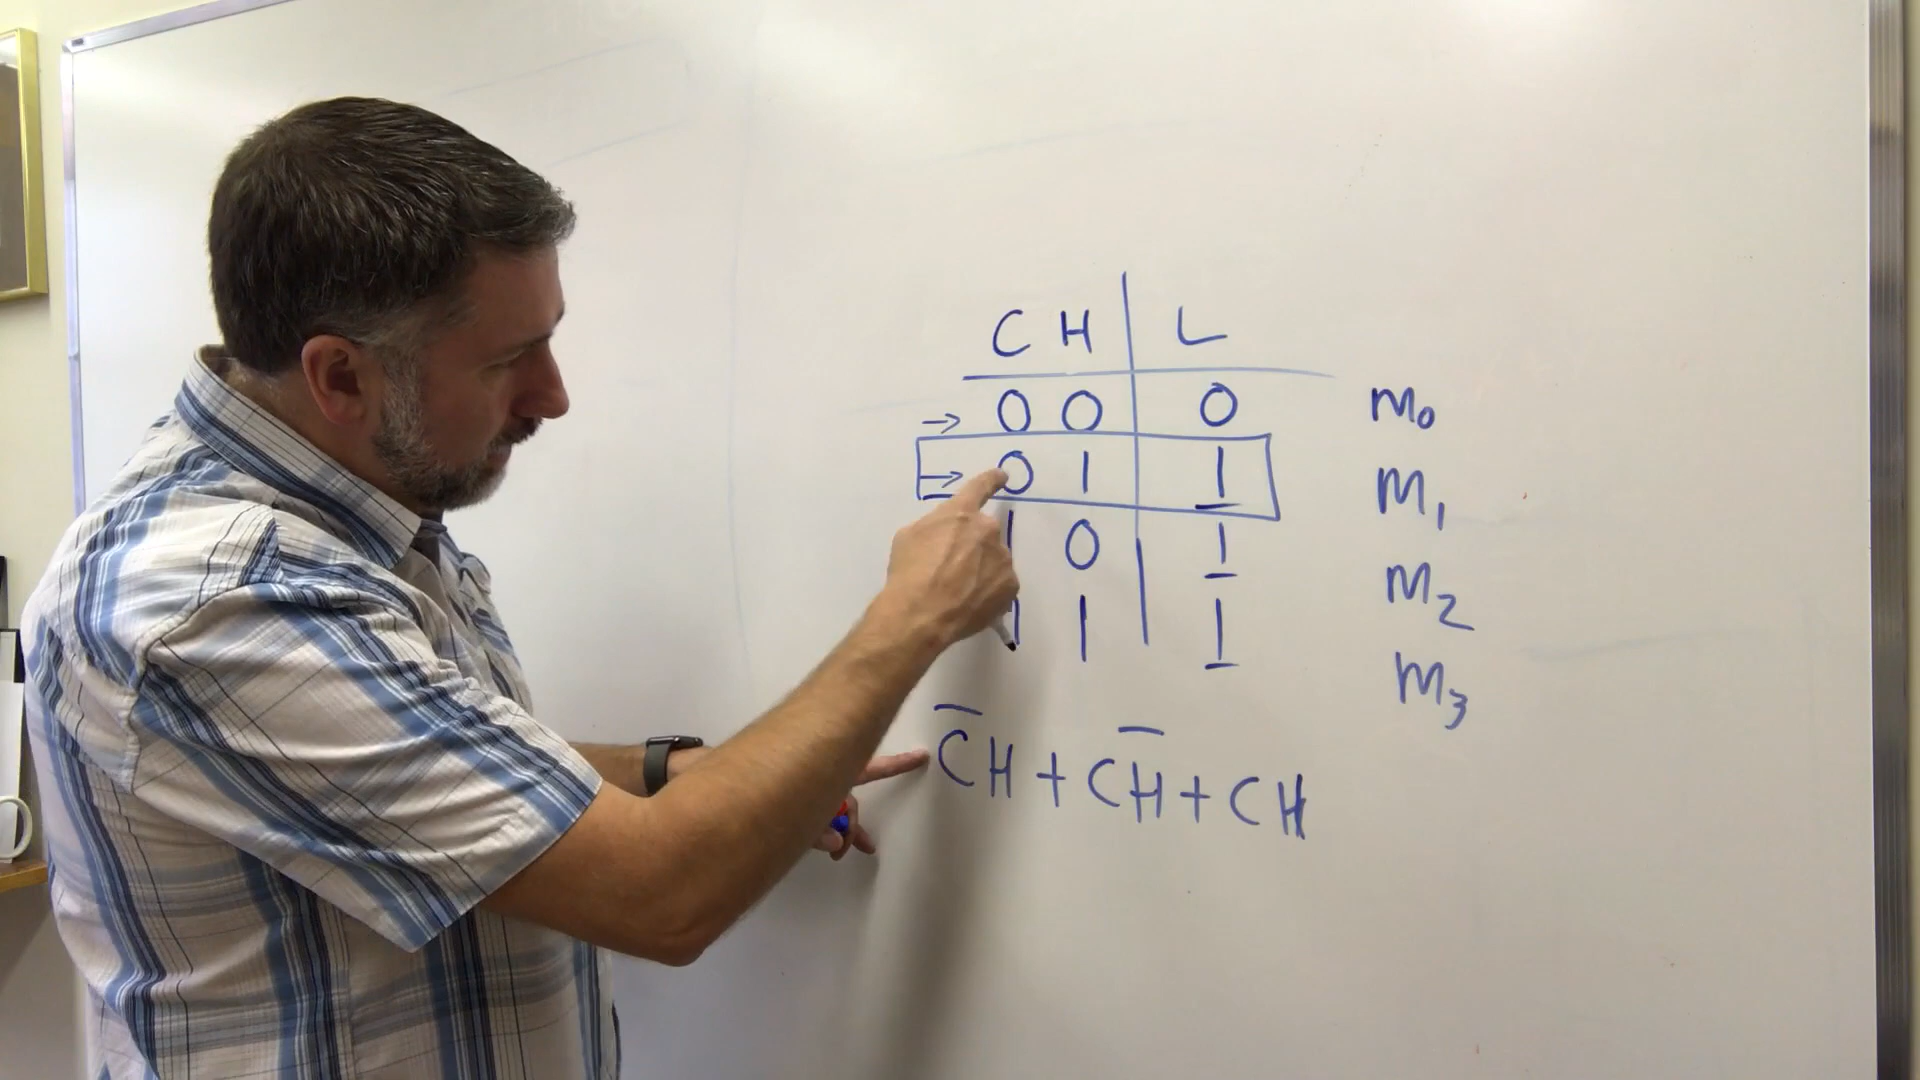 C H L
→ 0 0 0 m₀
→ 0 1 1 m₁
1 0 1 m₂
1 1 1 m₃
C̅H + CH̅ + CH